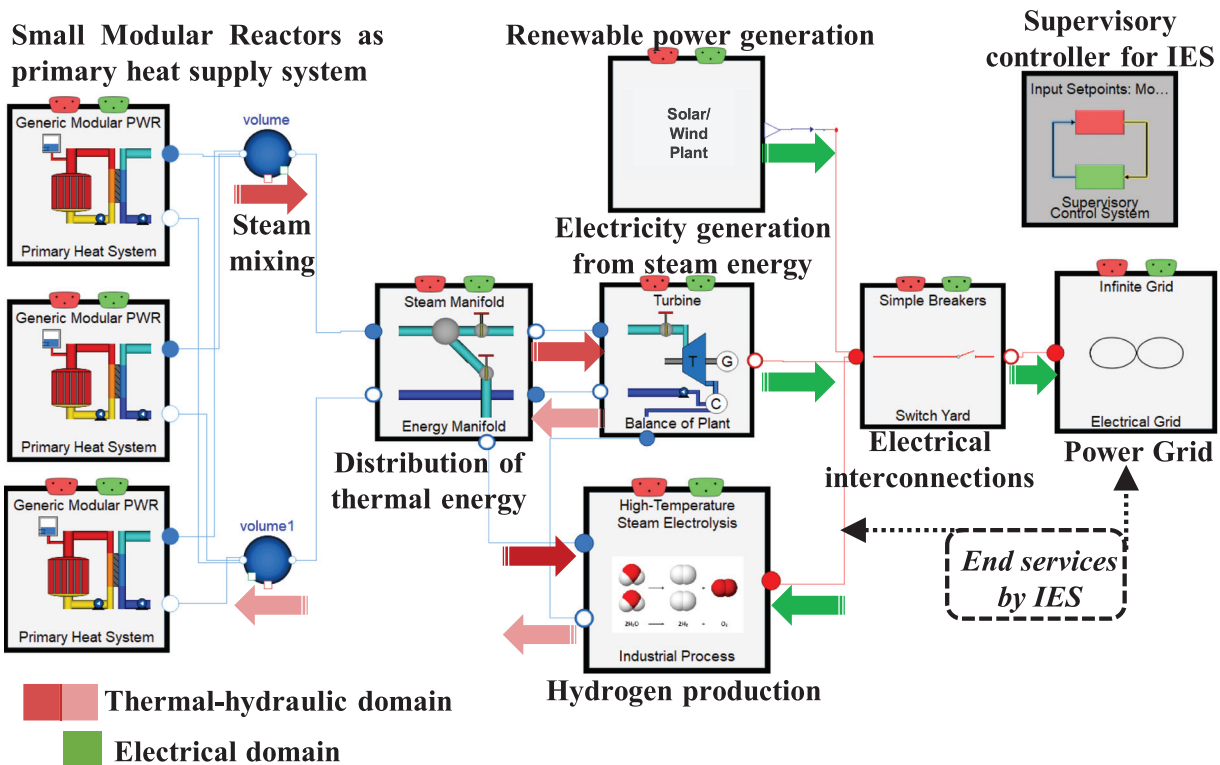 Small Modular Reactors as
primary heat supply system
Renewable power generation
Supervisory
controller for IES
Generic Modular PWR
Primary Heat System
volume
Steam
mixing
Solar/
Wind
Plant
Input Setpoints: Mo...
Supervisory
Control System
Electricity generation
from steam energy
Generic Modular PWR
Primary Heat System
Steam Manifold
Energy Manifold
Distribution of
thermal energy
Turbine
T
G
C
Balance of Plant
Simple Breakers
Switch Yard
Electrical
interconnections
Infinite Grid
Electrical Grid
Power Grid
Generic Modular PWR
Primary Heat System
volume1
High-Temperature
Steam Electrolysis
2H₂O → 2H₂ + O₂
Industrial Process
Hydrogen production
End services
by IES
Thermal-hydraulic domain
Electrical domain